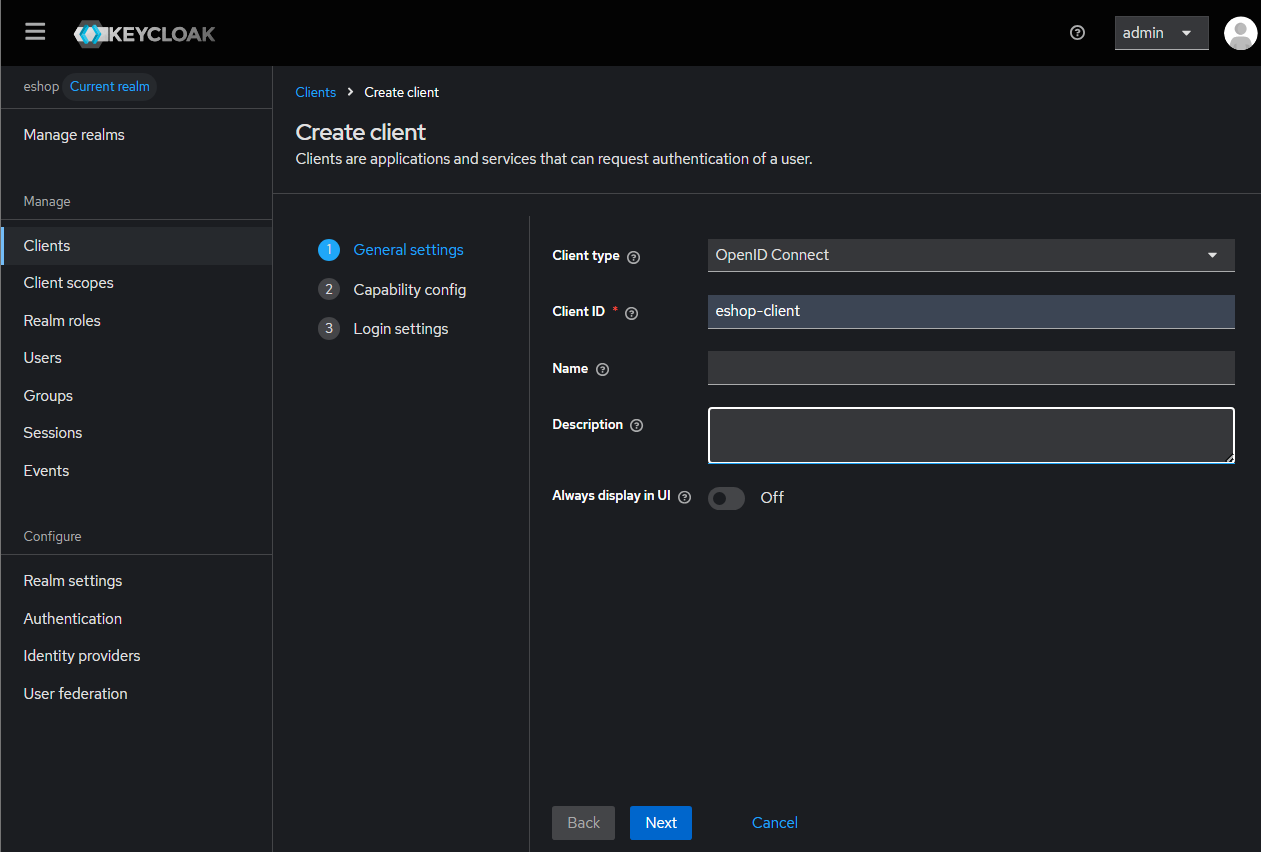 KEYCLOAK
admin
eshop Current realm
Manage realms
Manage
Clients
Client scopes
Realm roles
Users
Groups
Sessions
Events
Configure
Realm settings
Authentication
Identity providers
User federation
Clients > Create client
Create client
Clients are applications and services that can request authentication of a user.
1 General settings
2 Capability config
3 Login settings
Client type ? OpenID Connect
Client ID * ? eshop-client
Name ?
Description ?
Always display in UI ? Off
Back Next Cancel